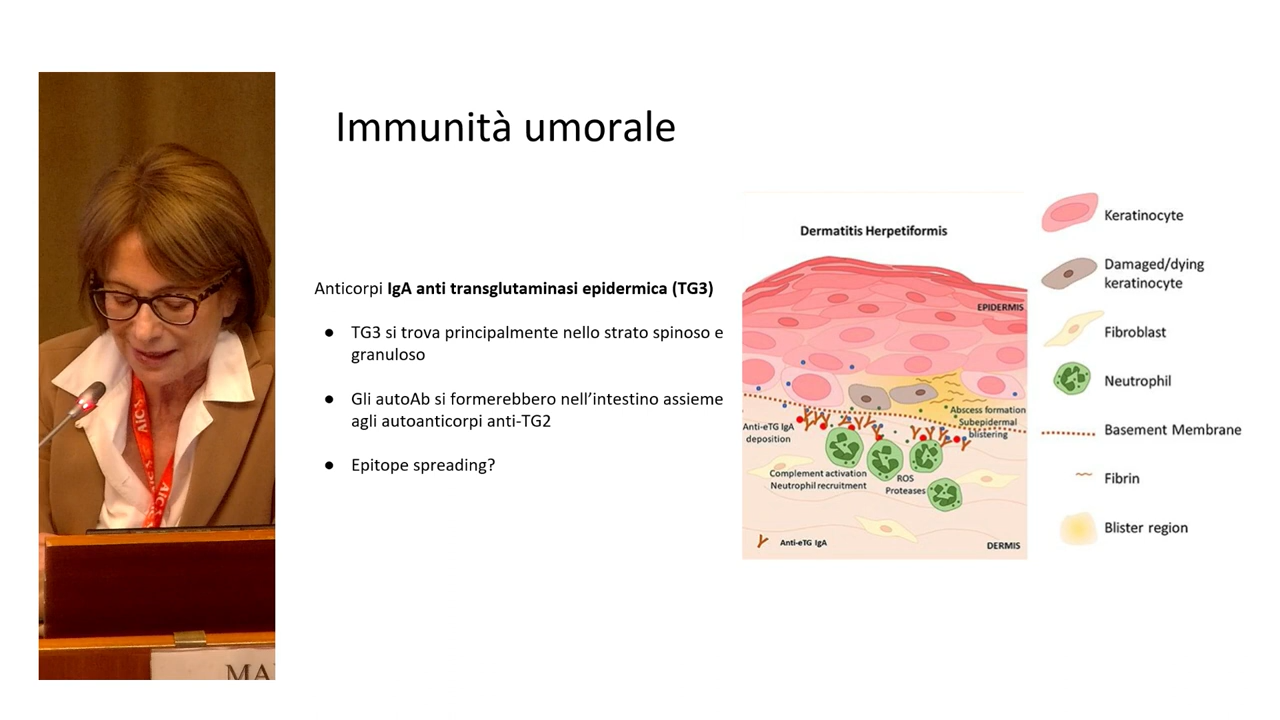 Immunità umorale
Anticorpi IgA anti transglutaminasi epidermica (TG3)
● TG3 si trova principalmente nello strato spinoso e
granuloso
● Gli autoAb si formerebbero nell'intestino assieme
agli autoanticorpi anti-TG2
● Epitope spreading?
Dermatitis Herpetiformis
EPIDERMIS
Abscess formation
Subepidermal
blistering
Anti-eTG IgA
deposition
Complement activation
Neutrophil recruitment
ROS
Proteases
Anti-eTG IgA
DERMIS
Keratinocyte
Damaged/dying
keratinocyte
Fibroblast
Neutrophil
Basement Membrane
Fibrin
Blister region
AIC
AIC
MA